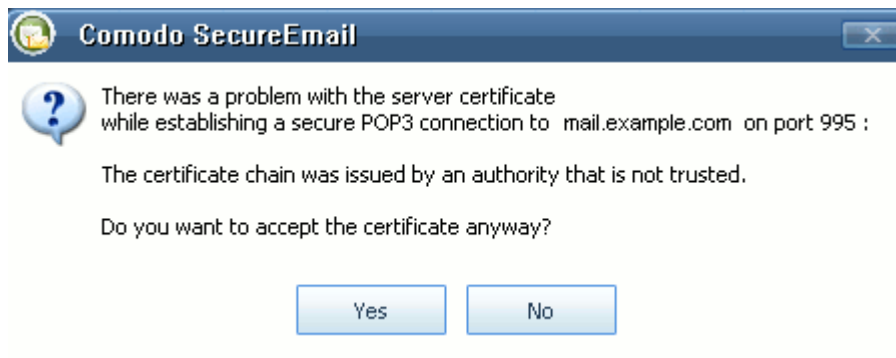 Comodo SecureEmail
There was a problem with the server certificate
while establishing a secure POP3 connection to mail.example.com on port 995 :
The certificate chain was issued by an authority that is not trusted.
Do you want to accept the certificate anyway?
Yes No